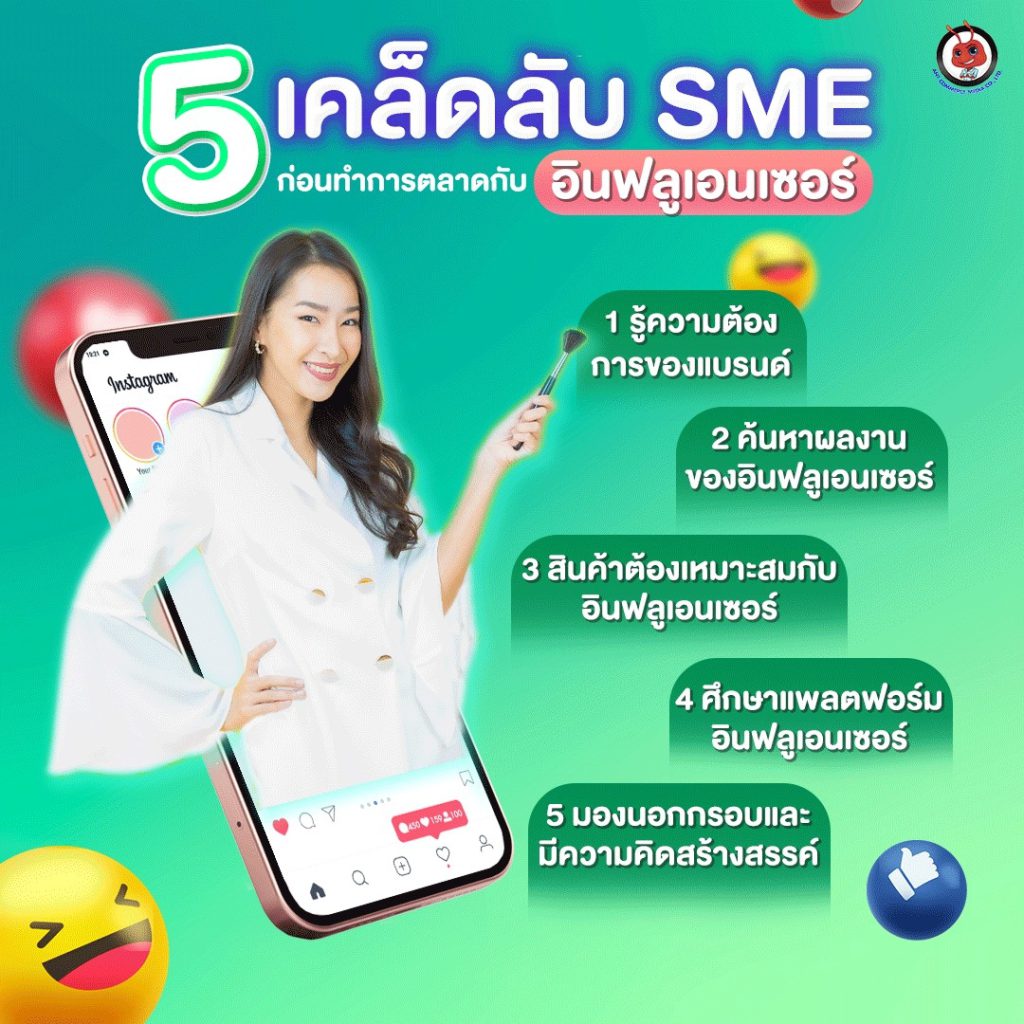 5 เคล็ดลับ SME
ก่อนทำการตลาดกับ อินฟลูเอนเซอร์
1 รู้ความต้อง
การของแบรนด์
2 ค้นหาผลงาน
ของอินฟลูเอนเซอร์
3 สินค้าต้องเหมาะสมกับ
อินฟลูเอนเซอร์
4 ศึกษาแพลตฟอร์ม
อินฟลูเอนเซอร์
5 มองนอกกรอบและ
มีความคิดสร้างสรรค์
Instagram
Your
450 159 100